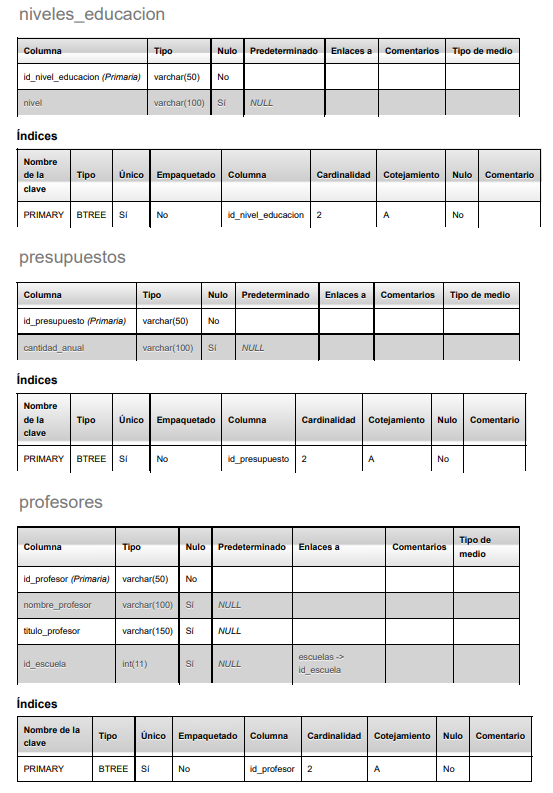 niveles_educacion
Columna Tipo Nulo Predeterminado Enlaces a Comentarios Tipo de medio
id_nivel_educacion (Primaria) varchar(50) No
nivel varchar(100) Sí NULL
Índices
Nombre de la clave Tipo Único Empaquetado Columna Cardinalidad Cotejamiento Nulo Comentario
PRIMARY BTREE Sí No id_nivel_educacion 2 A No
presupuestos
Columna Tipo Nulo Predeterminado Enlaces a Comentarios Tipo de medio
id_presupuesto (Primaria) varchar(50) No
cantidad_anual varchar(100) Sí NULL
Índices
Nombre de la clave Tipo Único Empaquetado Columna Cardinalidad Cotejamiento Nulo Comentario
PRIMARY BTREE Sí No id_presupuesto 2 A No
profesores
Columna Tipo Nulo Predeterminado Enlaces a Comentarios Tipo de medio
id_profesor (Primaria) varchar(50) No
nombre_profesor varchar(100) Sí NULL
titulo_profesor varchar(150) Sí NULL
id_escuela int(11) Sí NULL escuelas -> id_escuela
Índices
Nombre de la clave Tipo Único Empaquetado Columna Cardinalidad Cotejamiento Nulo Comentario
PRIMARY BTREE Sí No id_profesor 2 A No